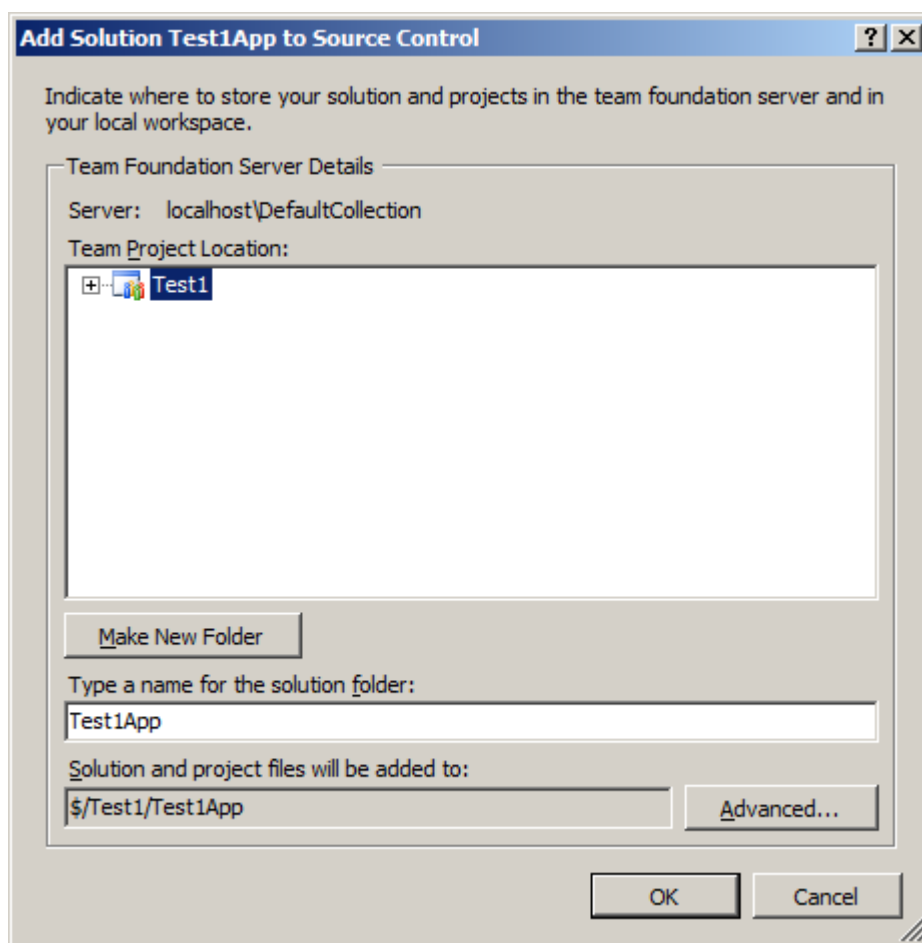 Add Solution Test1App to Source Control
Indicate where to store your solution and projects in the team foundation server and in
your local workspace.
Team Foundation Server Details
Server: localhost\DefaultCollection
Team Project Location:
Test1
Make New Folder
Type a name for the solution folder:
Test1App
Solution and project files will be added to:
$/Test1/Test1App
Advanced...
OK
Cancel